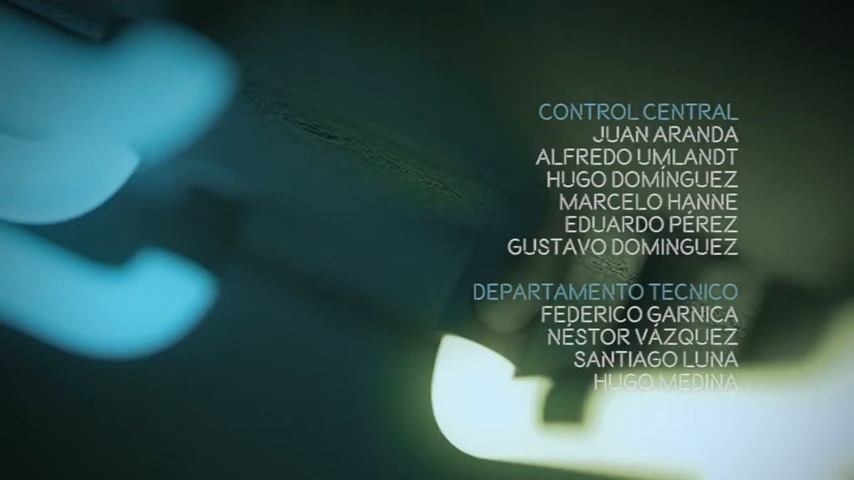 CONTROL CENTRAL
JUAN ARANDA
ALFREDO UMLANDT
HUGO DOMÍNGUEZ
MARCELO HANNE
EDUARDO PÉREZ
GUSTAVO DOMINGUEZ
DEPARTAMENTO TECNICO
FEDERICO GARNICA
NÉSTOR VÁZQUEZ
SANTIAGO LUNA
HUGO MEDINA